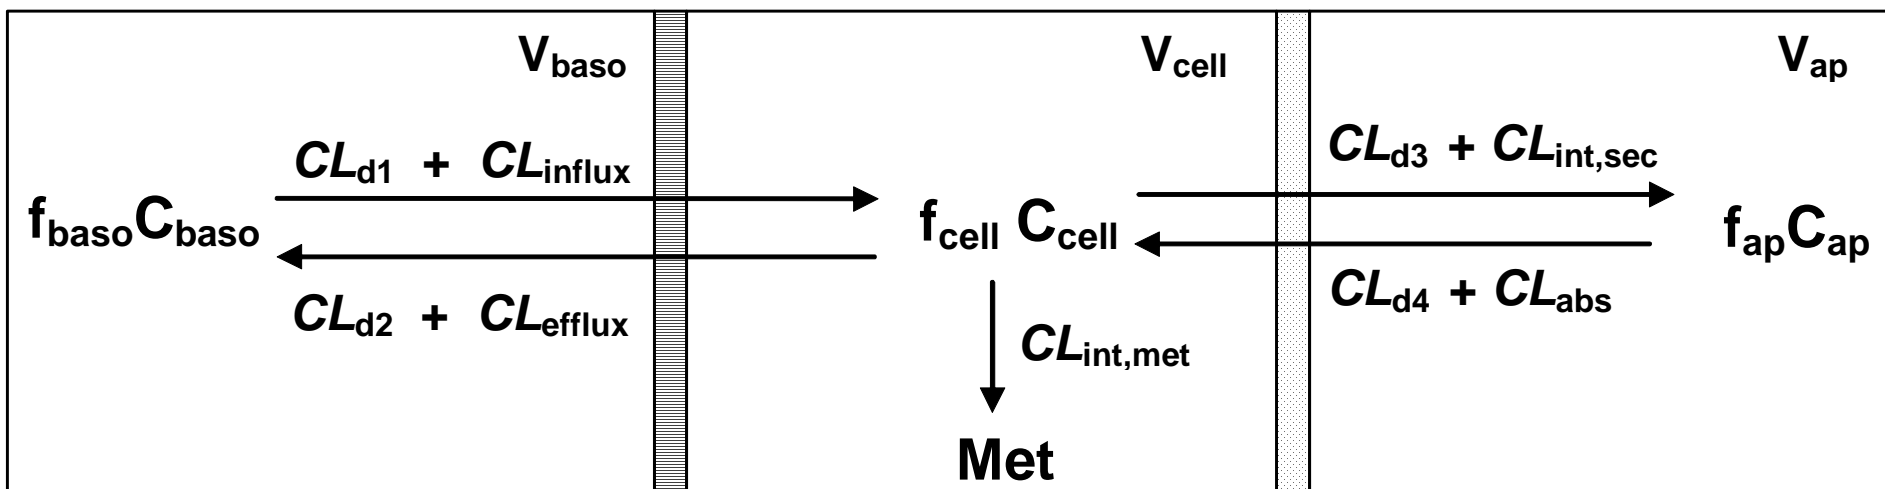 V_baso V_cell V_ap
CL_d1 + CL_influx CL_d3 + CL_int,sec
f_baso C_baso f_cell C_cell f_ap C_ap
CL_d2 + CL_efflux CL_d4 + CL_abs
CL_int,met
Met